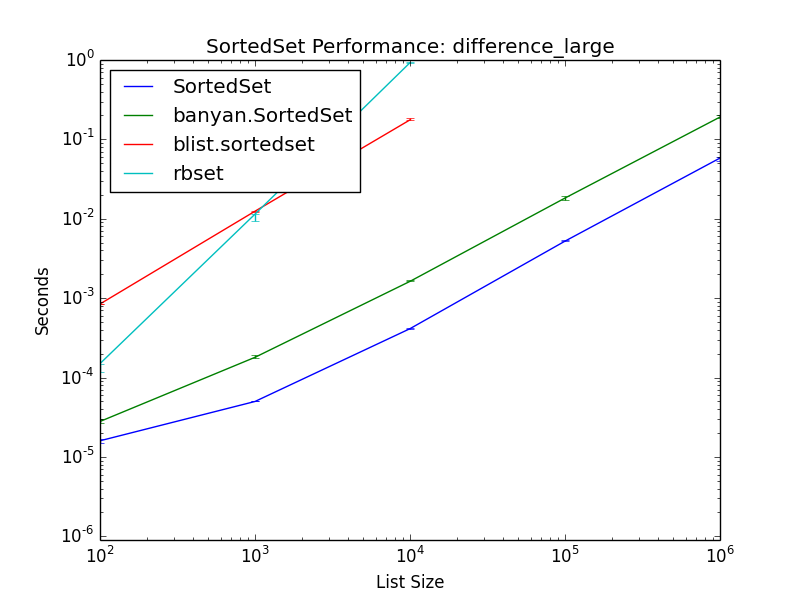 SortedSet Performance: difference_large
10^0
SortedSet
banyan.SortedSet
blist.sortedset
rbset
10^-1
10^-2
10^-3
10^-4
10^-5
10^-6
Seconds
10^2 10^3 10^4 10^5 10^6
List Size